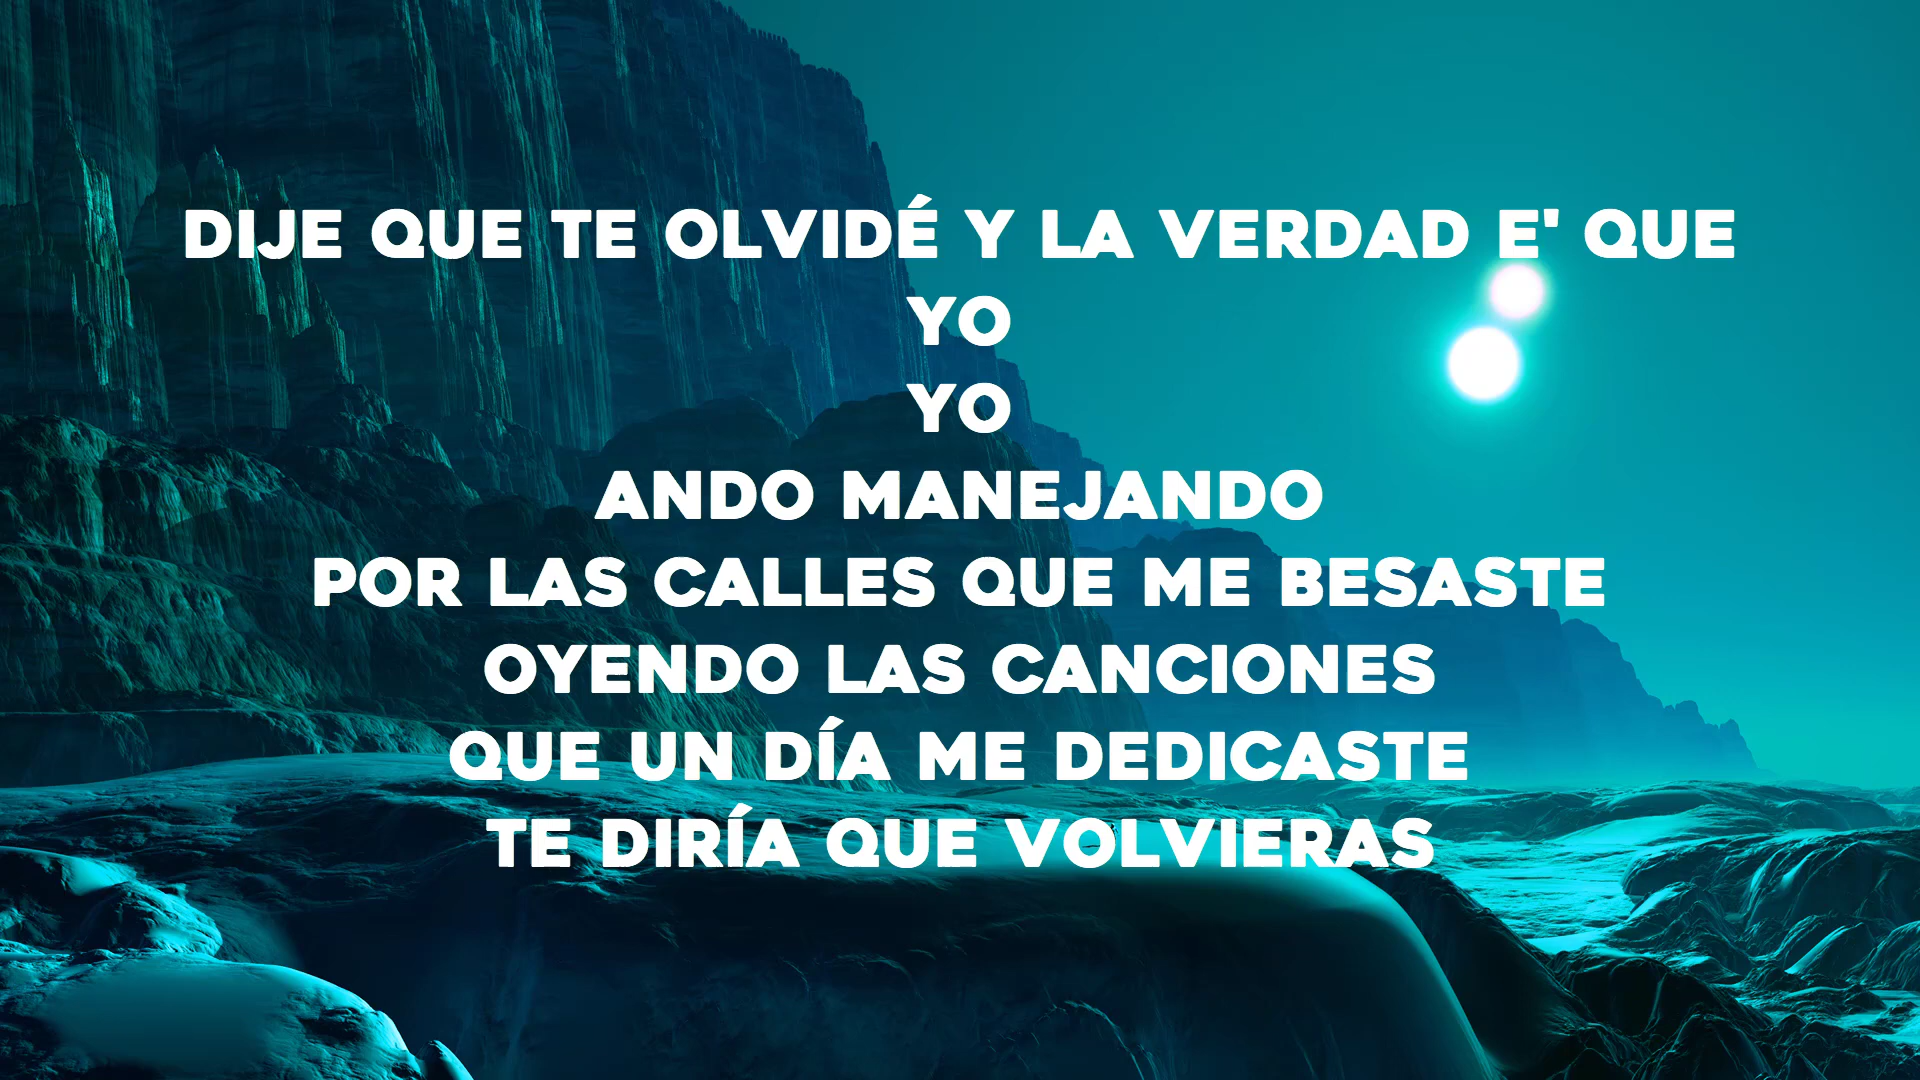 DIJE QUE TE OLVIDÉ Y LA VERDAD E' QUE
YO
YO
ANDO MANEJANDO
POR LAS CALLES QUE ME BESASTE
OYENDO LAS CANCIONES
QUE UN DÍA ME DEDICASTE
TE DIRÍA QUE VOLVIERAS